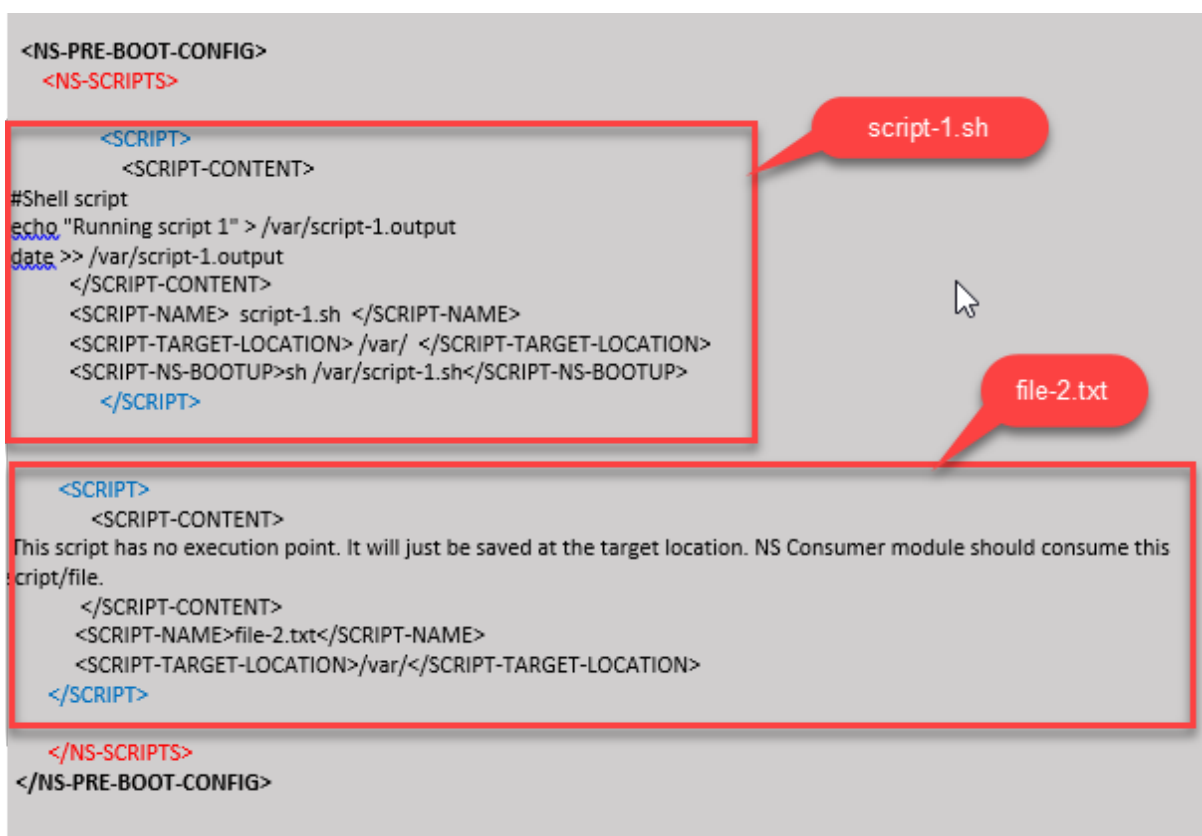 <NS-PRE-BOOT-CONFIG>
<NS-SCRIPTS>
script-1.sh
<SCRIPT>
<SCRIPT-CONTENT>
#Shell script
echo "Running script 1" > /var/script-1.output
date >> /var/script-1.output
</SCRIPT-CONTENT>
<SCRIPT-NAME> script-1.sh </SCRIPT-NAME>
<SCRIPT-TARGET-LOCATION> /var/ </SCRIPT-TARGET-LOCATION>
<SCRIPT-NS-BOOTUP>sh /var/script-1.sh</SCRIPT-NS-BOOTUP>
</SCRIPT>
file-2.txt
<SCRIPT>
<SCRIPT-CONTENT>
This script has no execution point. It will just be saved at the target location. NS Consumer module should consume this
script/file.
</SCRIPT-CONTENT>
<SCRIPT-NAME>file-2.txt</SCRIPT-NAME>
<SCRIPT-TARGET-LOCATION>/var/</SCRIPT-TARGET-LOCATION>
</SCRIPT>
</NS-SCRIPTS>
</NS-PRE-BOOT-CONFIG>